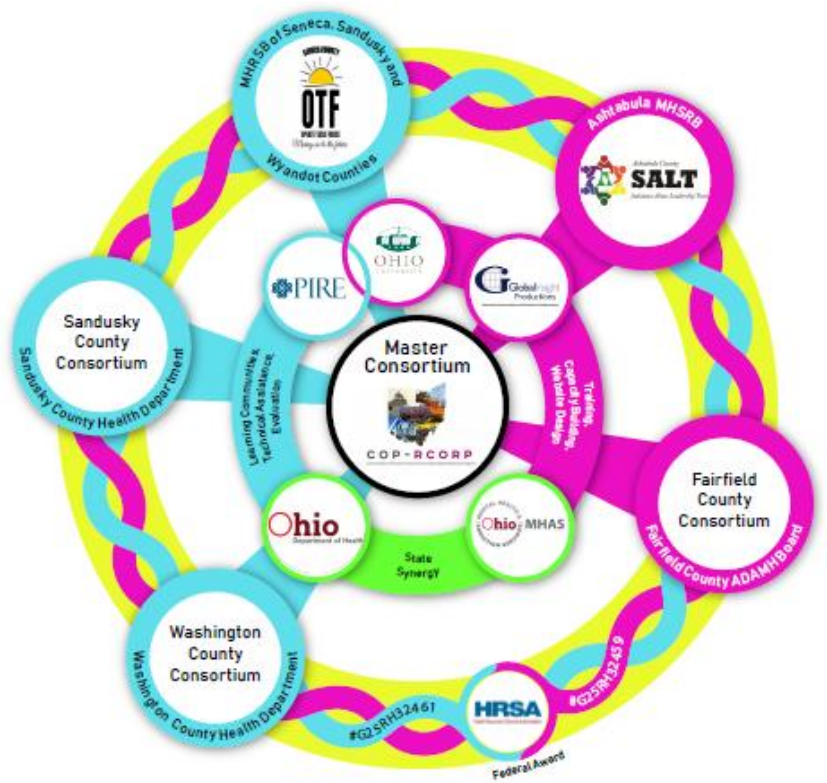 MHRSB of Seneca, Sandusky and
OTF
Wyandot Counties
Ashtabula MHSRB
Ashtabula County
SALT
PIRE
OHIO
UNIVERSITY
G
Productions
Sandusky
County
Consortium
Sandusky County Health Department
Master
Consortium
COP-RCORP
Learning Communities,
Technical Assistance,
Evaluation
Training,
Capacity Building,
Website Design
Fairfield
County
Consortium
Fairfield County ADAMH Board
Ohio
Department of Health
Ohio MHAS
State
Synergy
Washington
County
Consortium
Washington County Health Department
#G25RH32461
HRSA
#G25RH32459
Federal Award